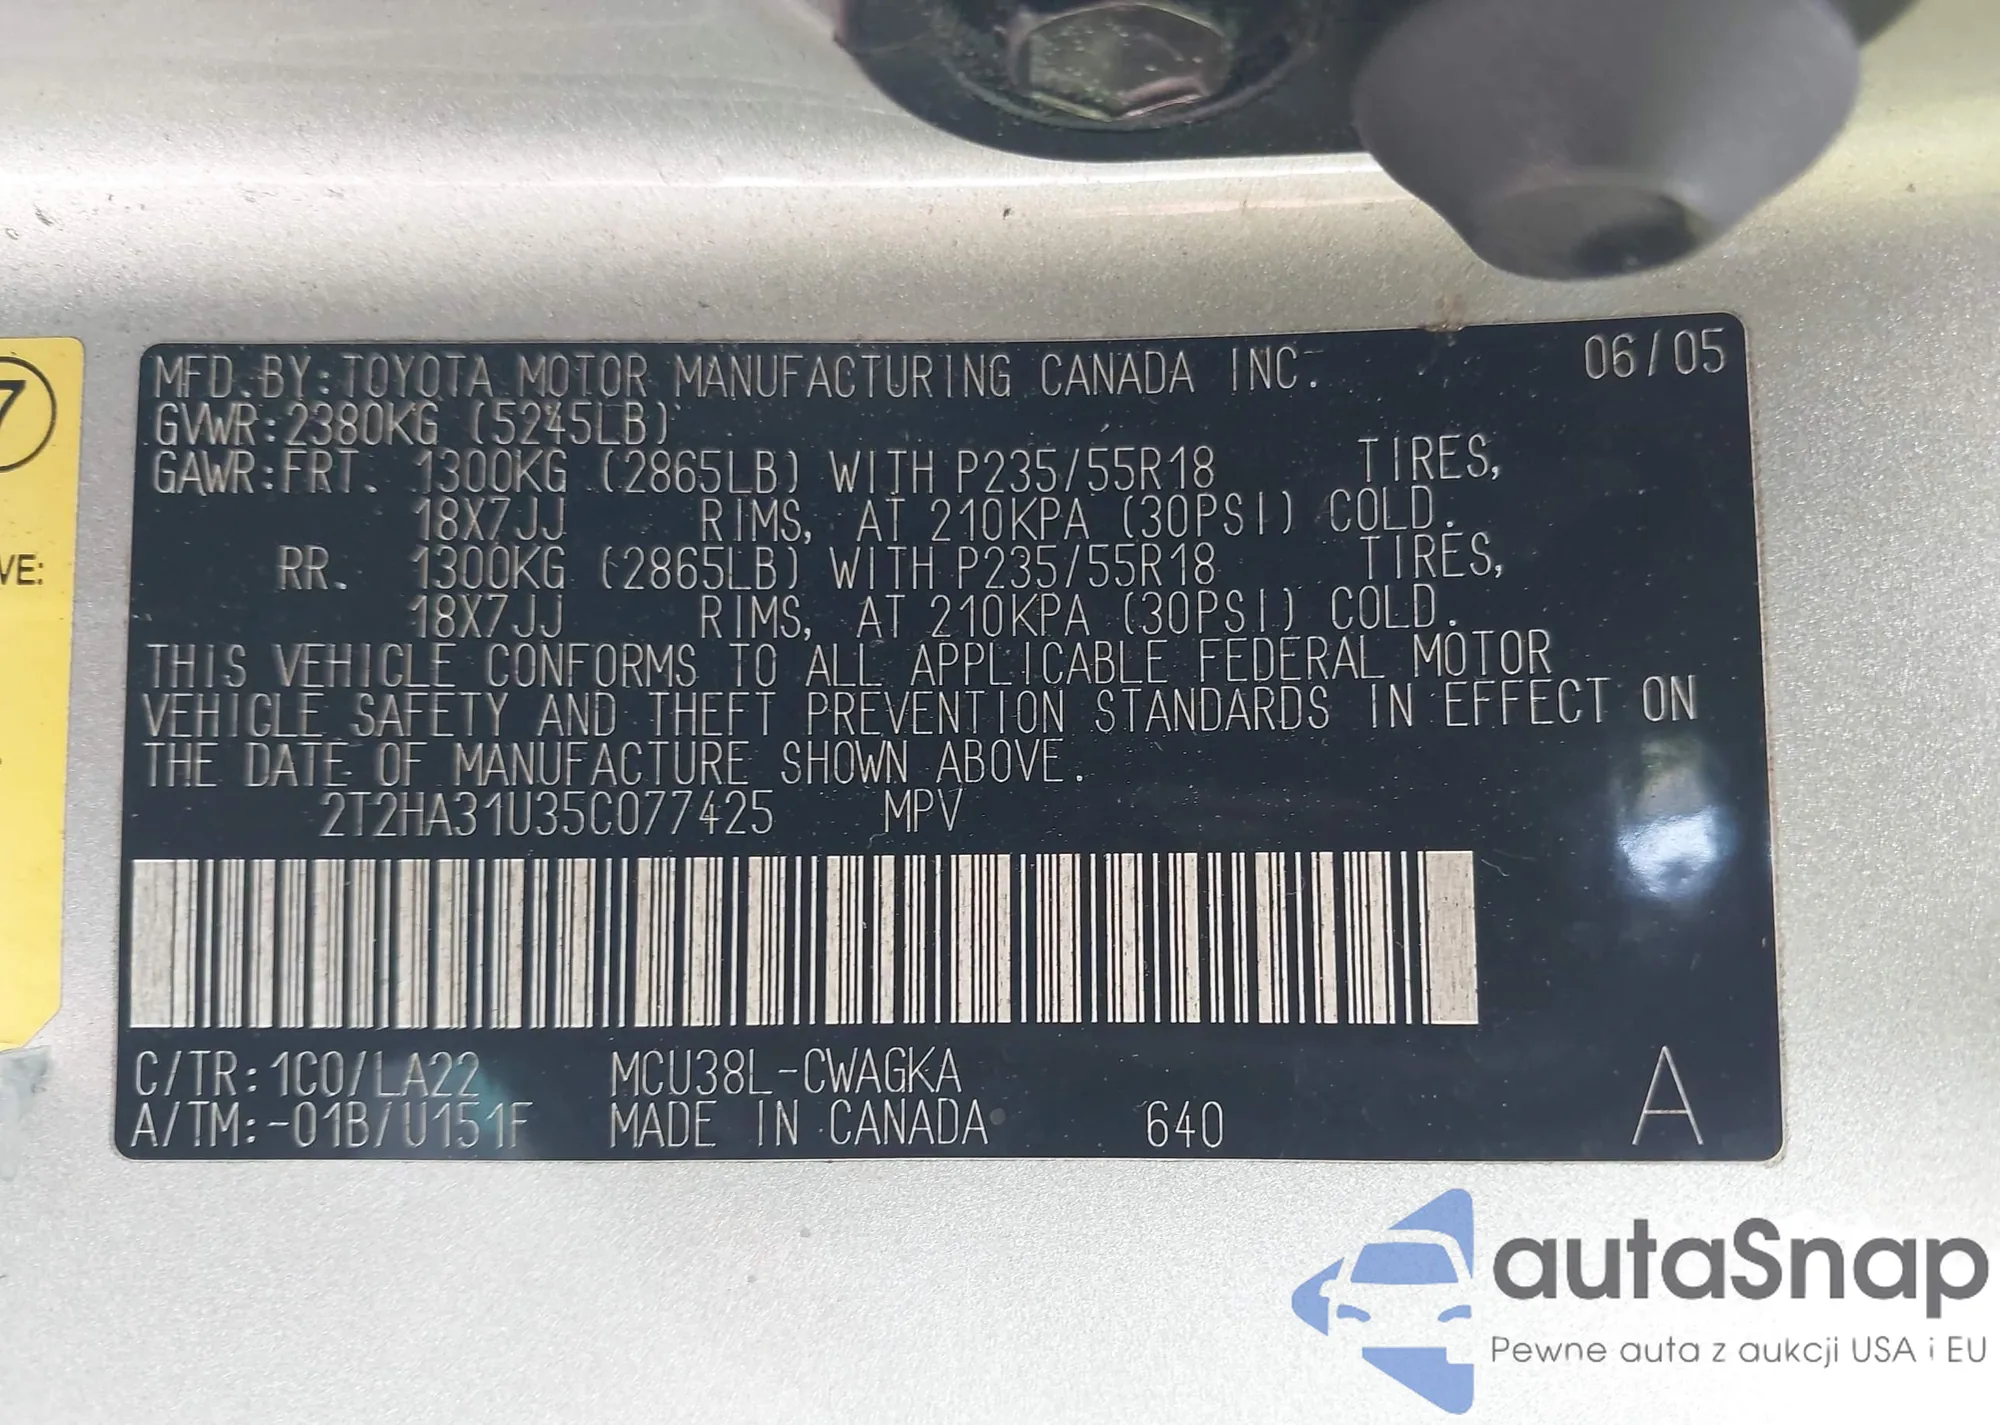 MFD.BY:TOYOTA MOTOR MANUFACTURING CANADA INC. 06/05
GVWR:2380KG (5245LB)
GAWR:FRT. 1300KG (2865LB) WITH P235/55R18 TIRES,
18X7JJ RIMS, AT 210KPA (30PSI) COLD.
RR. 1300KG (2865LB) WITH P235/55R18 TIRES,
18X7JJ RIMS, AT 210KPA (30PSI) COLD.
THIS VEHICLE CONFORMS TO ALL APPLICABLE FEDERAL MOTOR
VEHICLE SAFETY AND THEFT PREVENTION STANDARDS IN EFFECT ON
THE DATE OF MANUFACTURE SHOWN ABOVE.
2T2HA31U35C077425 MPV
C/TR:1C0/LA22 MCU38L-CWAGKA A
A/TM:-01B/U151F MADE IN CANADA 640
7
VE:
autaSnap
Pewne auta z aukcji USA i EU